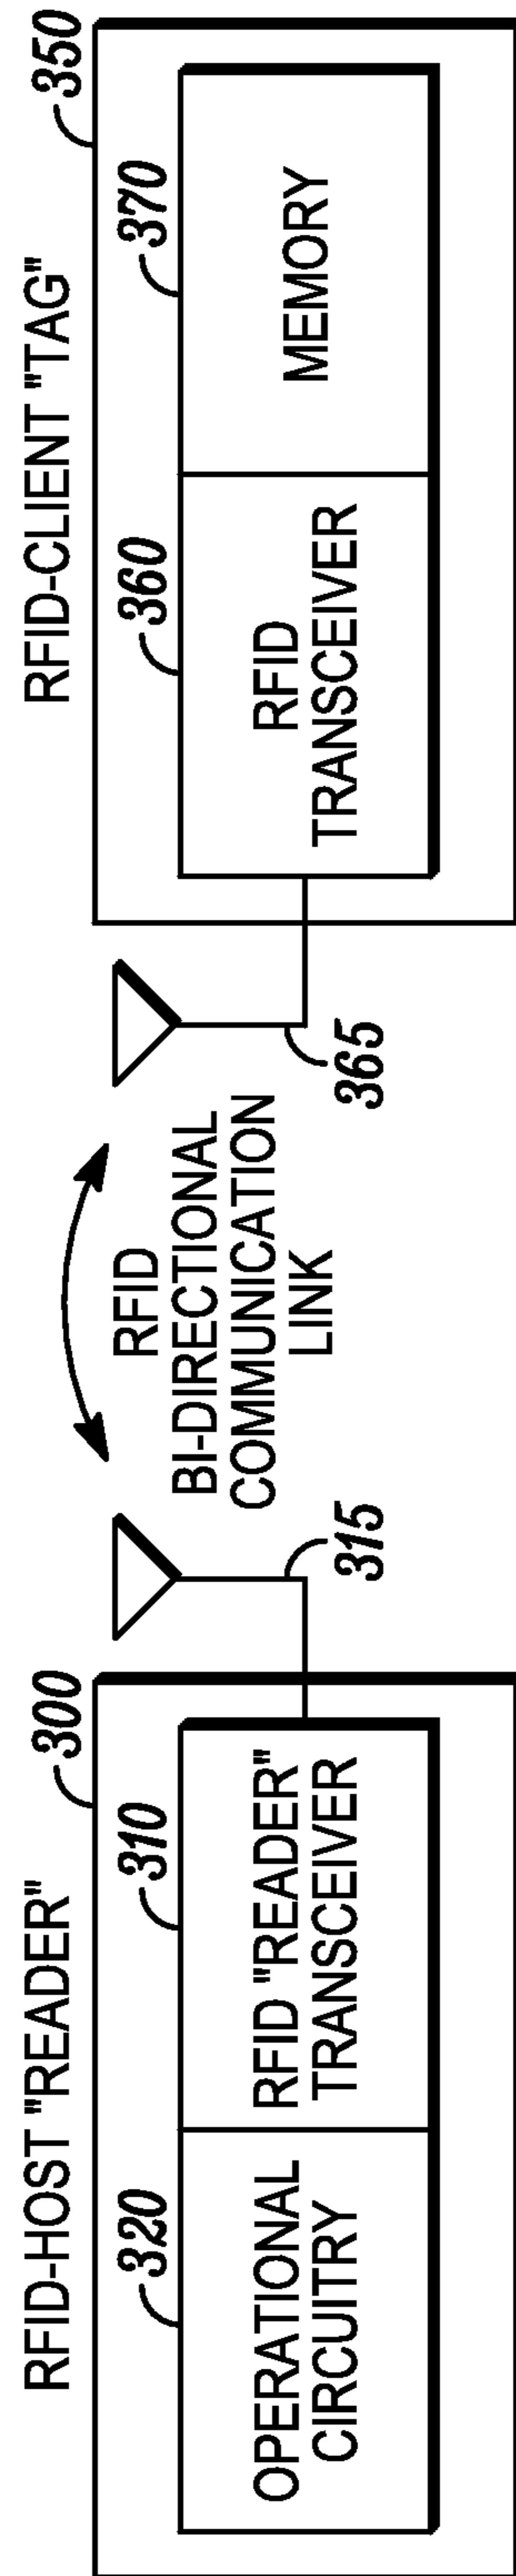 RFID-HOST "READER"
300
320
310
OPERATIONAL
CIRCUITRY
RFID "READER"
TRANSCEIVER
315
RFID
BI-DIRECTIONAL
COMMUNICATION
LINK
365
RFID-CLIENT "TAG"
350
360
370
RFID
TRANSCEIVER
MEMORY